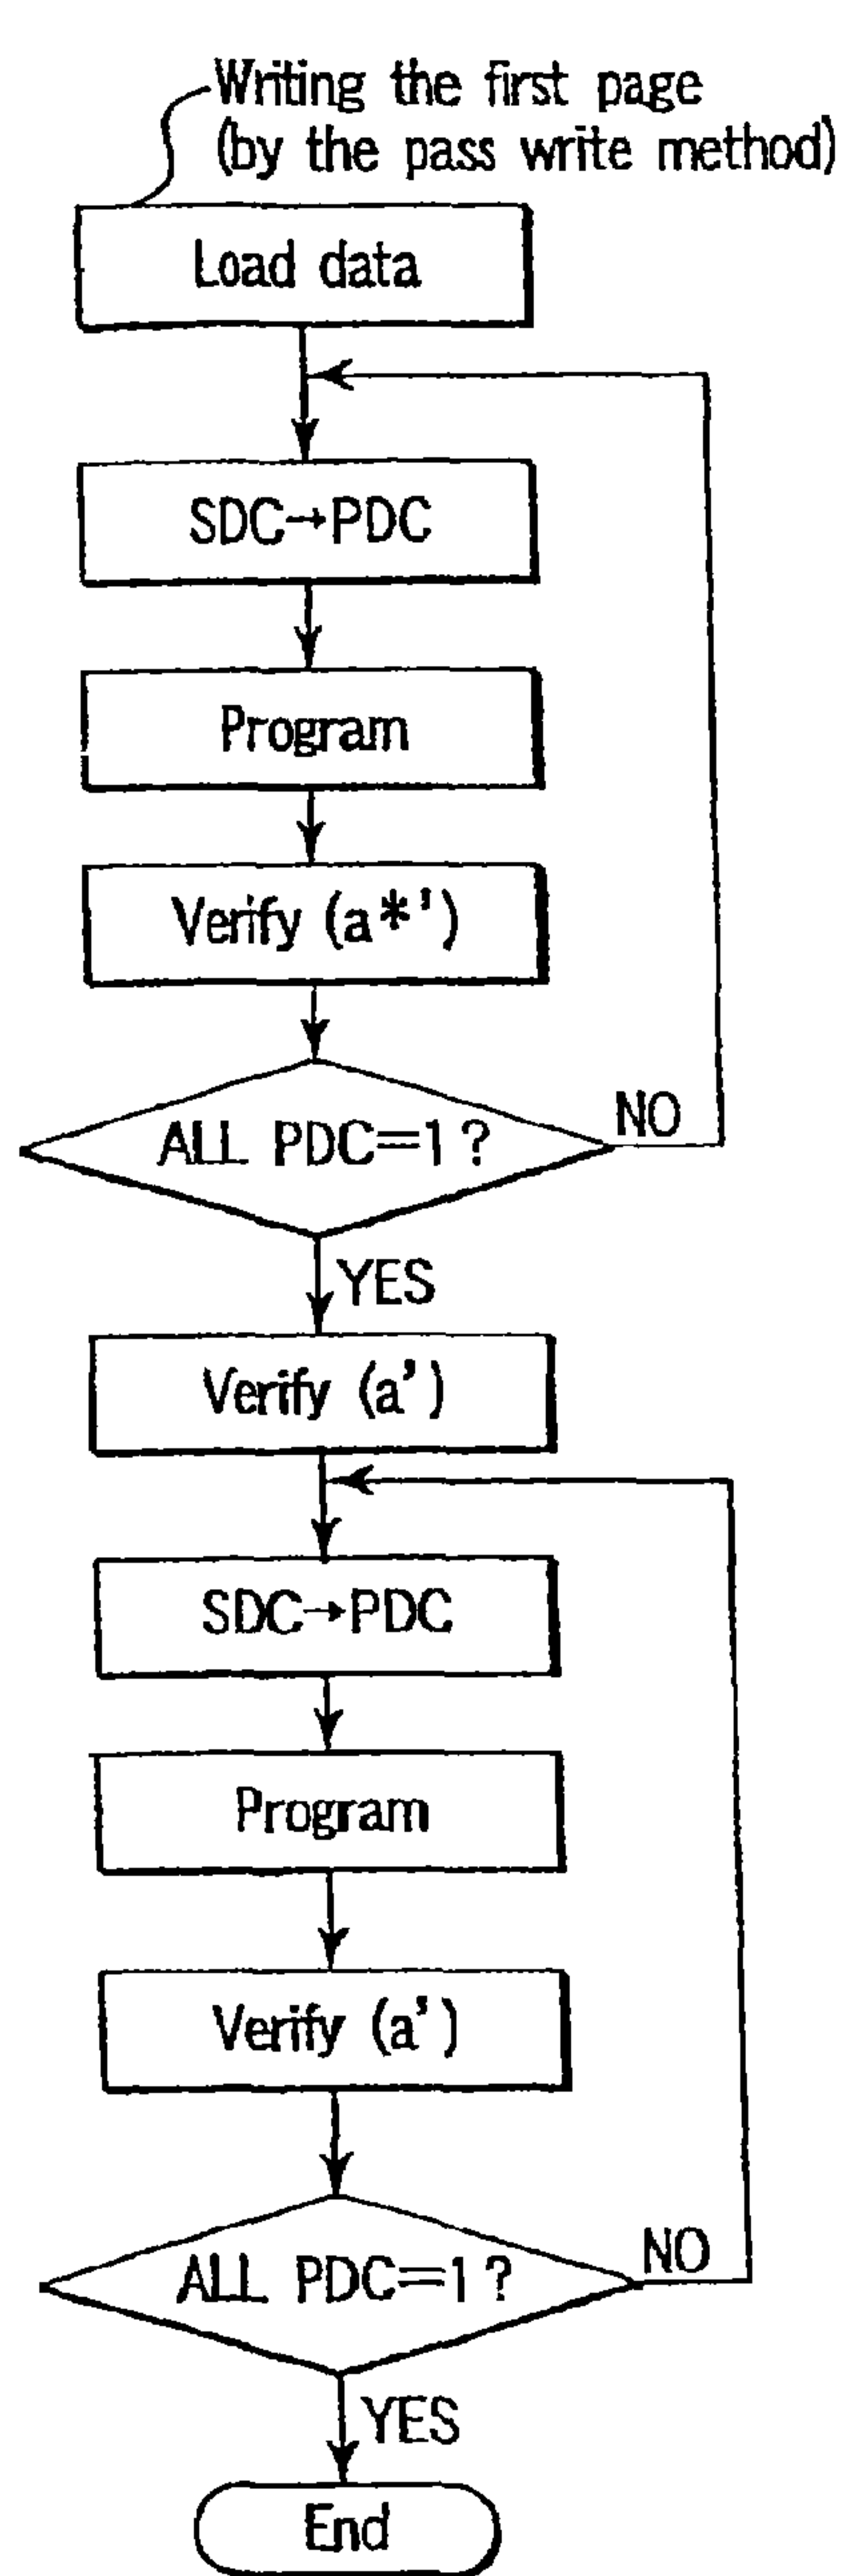 Writing the first page
(by the pass write method)
Load data
SDC→PDC
Program
Verify (a*')
ALL PDC=1?
NO
YES
Verify (a')
SDC→PDC
Program
Verify (a')
ALL PDC=1?
NO
YES
End